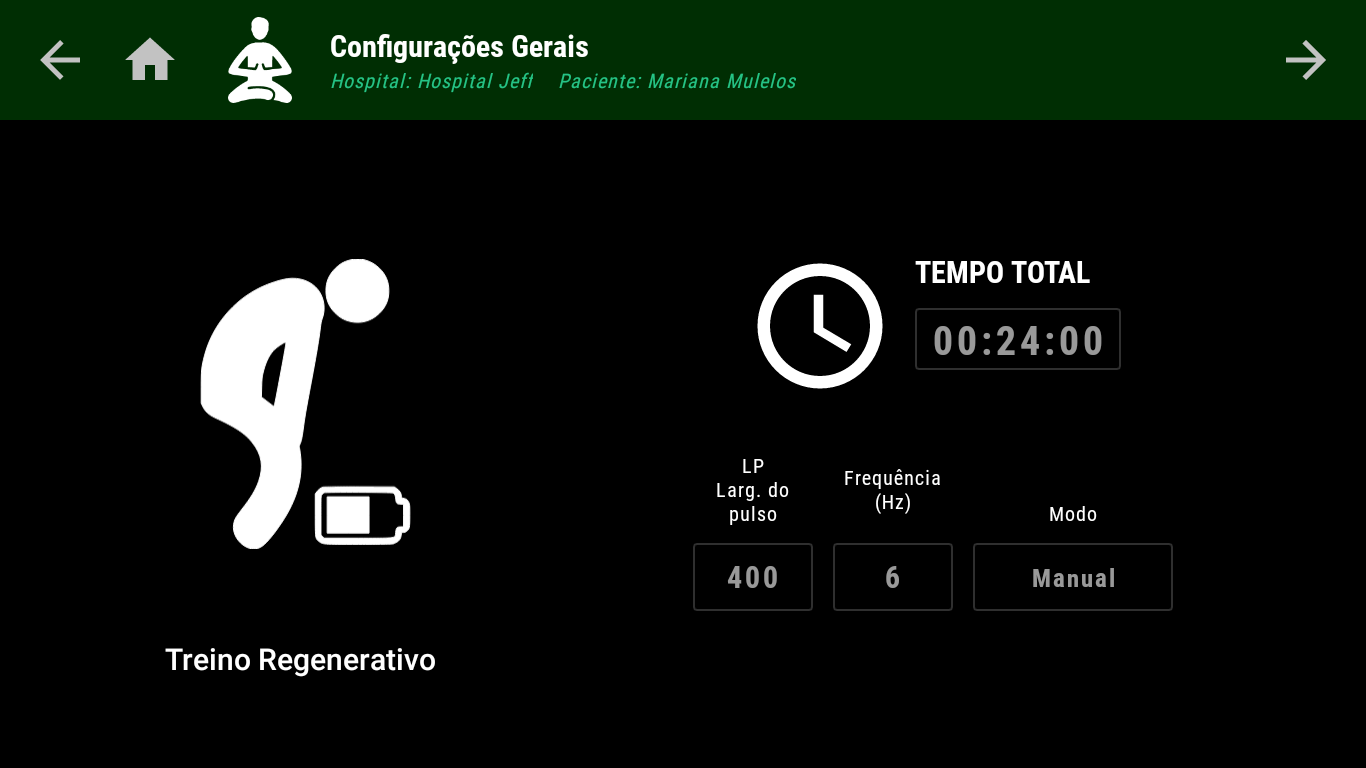 Configurações Gerais
Hospital: Hospital Jeff Paciente: Mariana Mulelos
TEMPO TOTAL
00:24:00
LP
Larg. do
pulso
Frequência
(Hz)
Modo
400
6
Manual
Treino Regenerativo